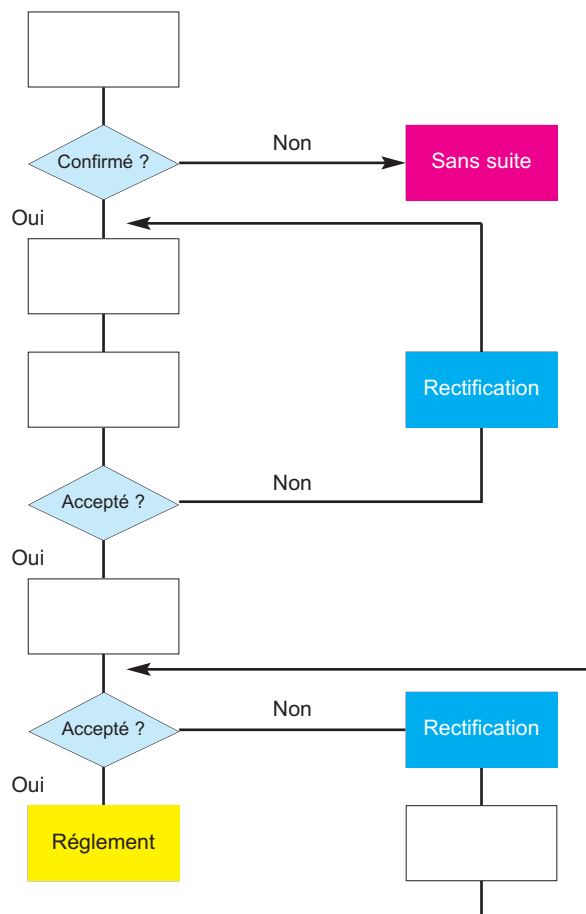 Confirmé ?
Non
Sans suite
Oui
Rectification
Non
Accepté ?
Oui
Accepté ?
Non
Rectification
Oui
Réglement